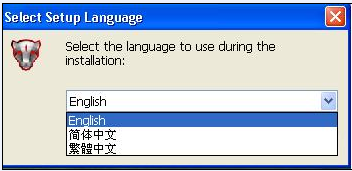 Select Setup Language
Select the language to use during the
installation:
English
English
简体中文
繁體中文